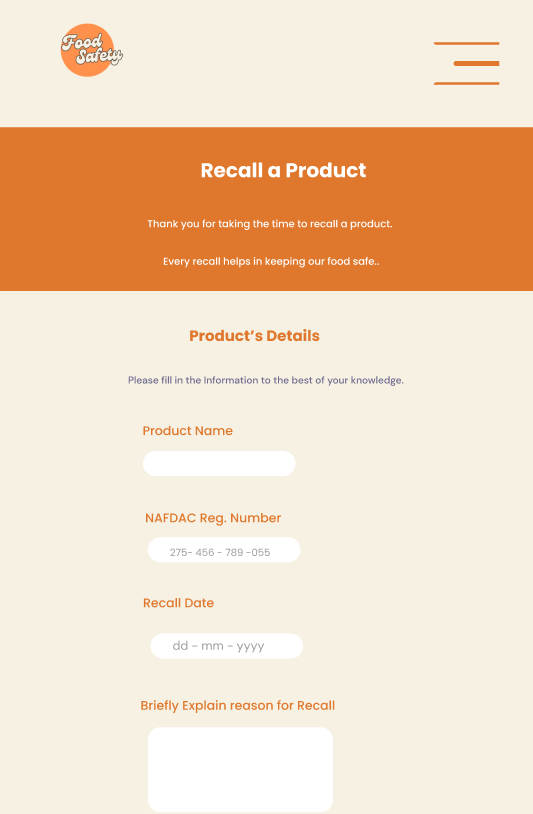 Food
Safety
Recall a Product
Thank you for taking the time to recall a product.
Every recall helps in keeping our food safe..
Product's Details
Please fill in the Information to the best of your knowledge.
Product Name
NAFDAC Reg. Number
275- 456 - 789 -055
Recall Date
dd - mm - yyyy
Briefly Explain reason for Recall